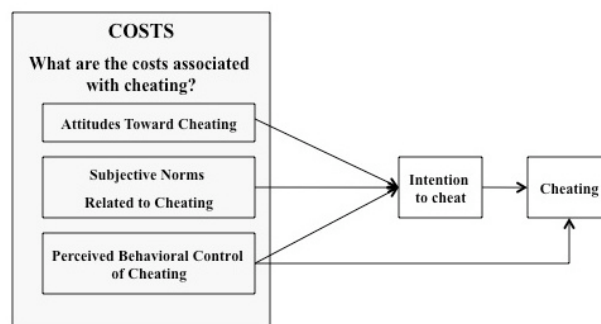 COSTS
What are the costs associated
with cheating?
Attitudes Toward Cheating
Subjective Norms
Related to Cheating
Perceived Behavioral Control
of Cheating
Intention
to cheat
Cheating